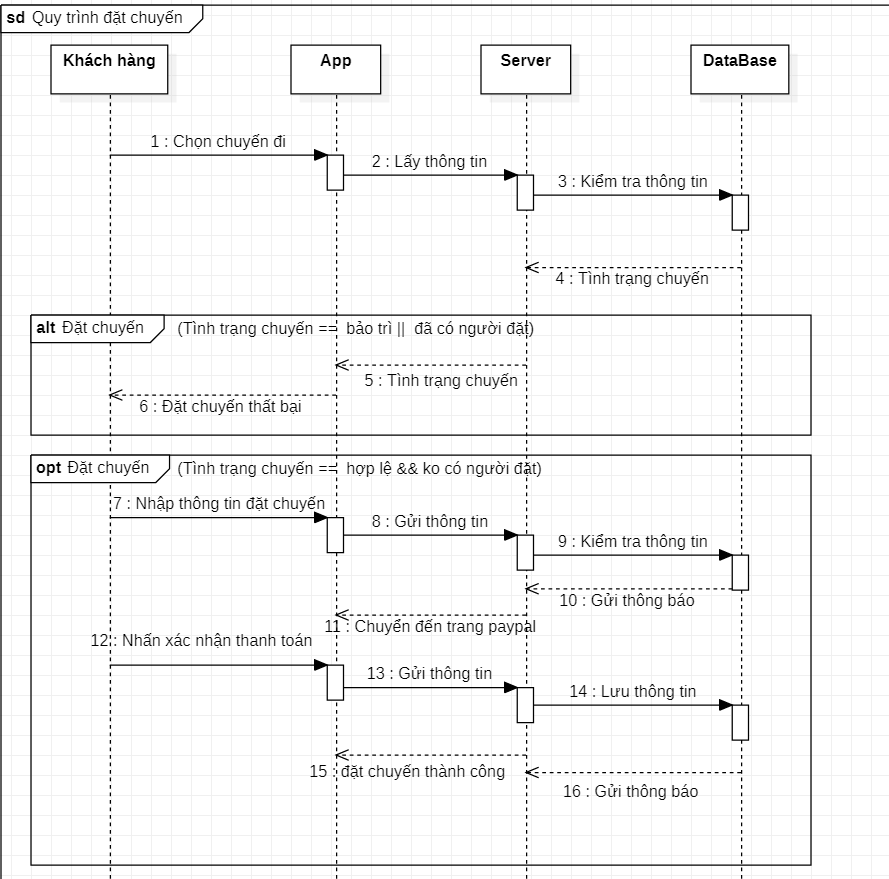 sd Quy trình đặt chuyến
Khách hàng
App
Server
DataBase
1 : Chọn chuyến đi
2 : Lấy thông tin
3 : Kiểm tra thông tin
4 : Tình trạng chuyến
alt Đặt chuyến (Tình trạng chuyến == bảo trì || đã có người đặt)
5 : Tình trạng chuyến
6 : Đặt chuyến thất bại
opt Đặt chuyến (Tình trạng chuyến == hợp lệ && ko có người đặt)
7 : Nhập thông tin đặt chuyến
8 : Gửi thông tin
9 : Kiểm tra thông tin
10 : Gửi thông báo
11 : Chuyển đến trang paypal
12 : Nhấn xác nhận thanh toán
13 : Gửi thông tin
14 : Lưu thông tin
15 : đặt chuyến thành công
16 : Gửi thông báo